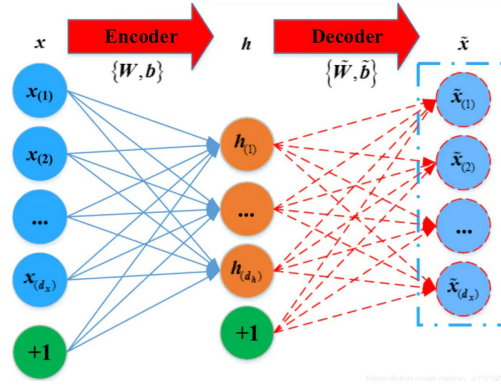 x Encoder h Decoder x̃
{W, b} {W̃, b̃}
x(1) x̃(1)
h(1)
x(2) x̃(2)
... ... ...
x(dx) h(dh) x̃(dx)
+1 +1